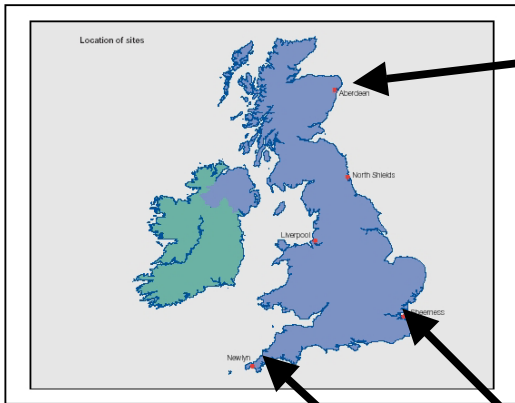 Location of sites
Aberdeen
North Shields
Liverpool
Sheerness
Newlyn